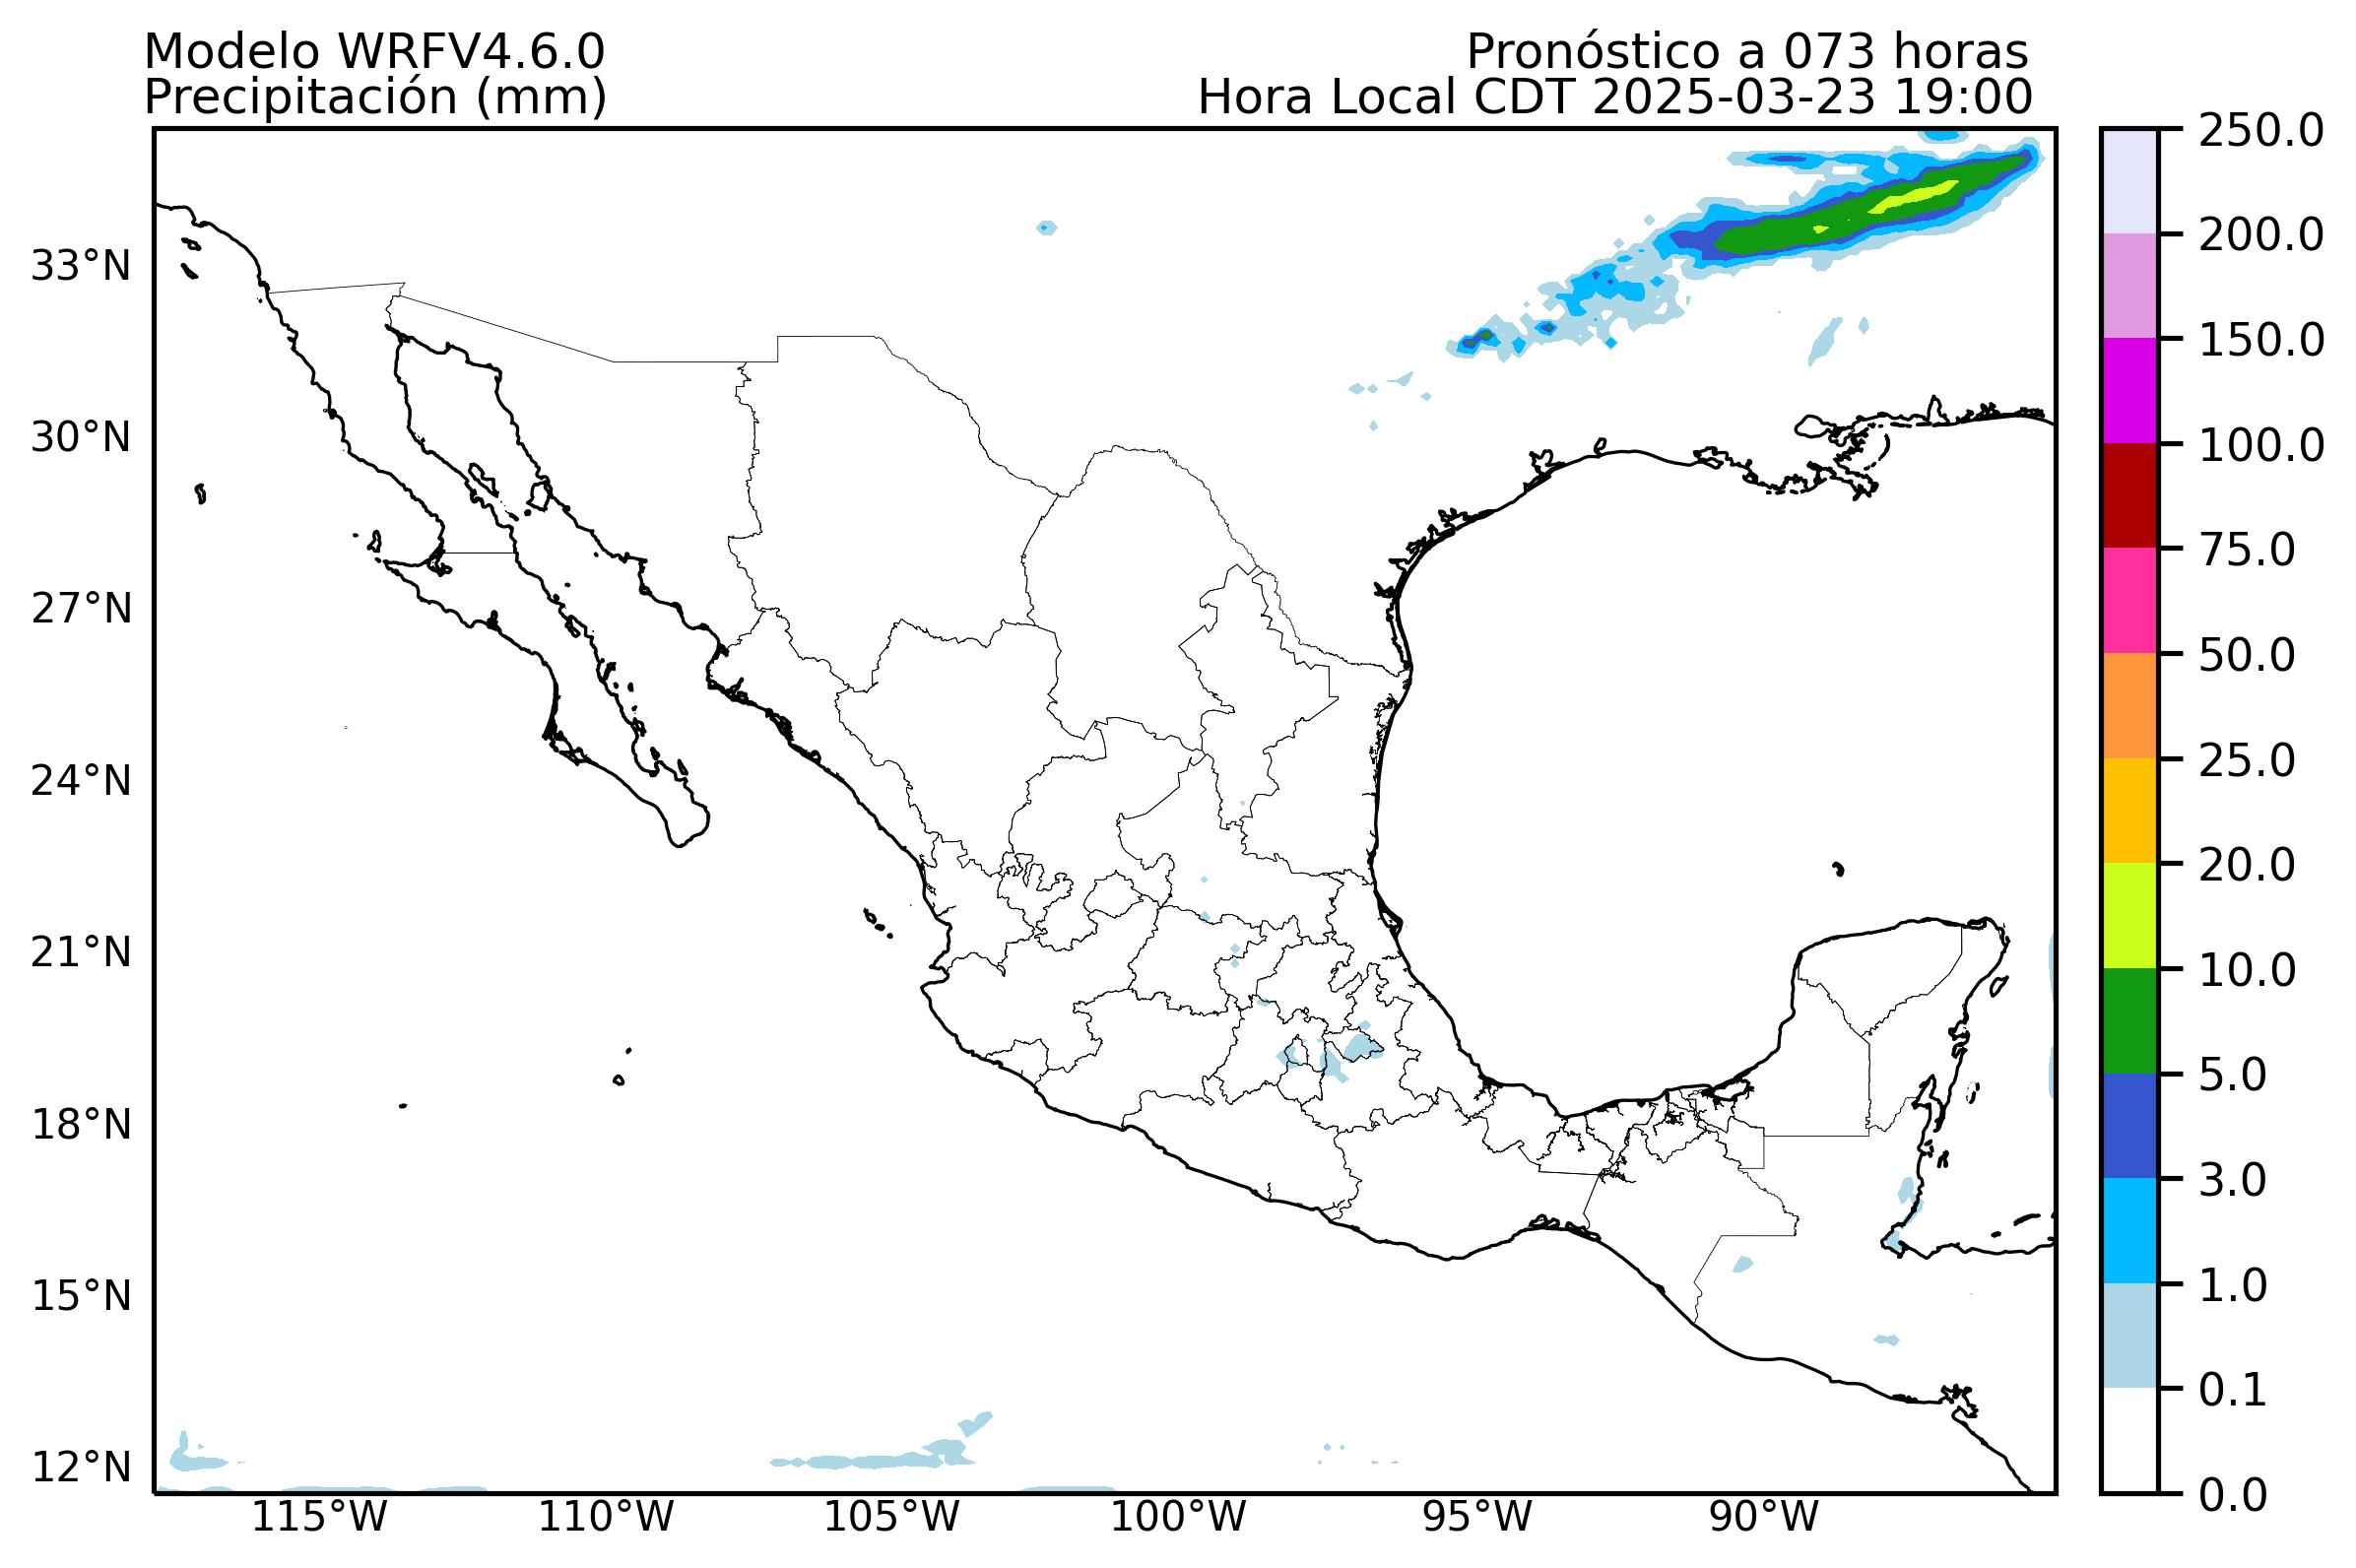 Modelo WRFV4.6.0
Precipitación (mm)
Pronóstico a 073 horas
Hora Local CDT 2025-03-23 19:00
33°N
30°N
27°N
24°N
21°N
18°N
15°N
12°N
115°W
110°W
105°W
100°W
95°W
90°W
250.0
200.0
150.0
100.0
75.0
50.0
25.0
20.0
10.0
5.0
3.0
1.0
0.1
0.0